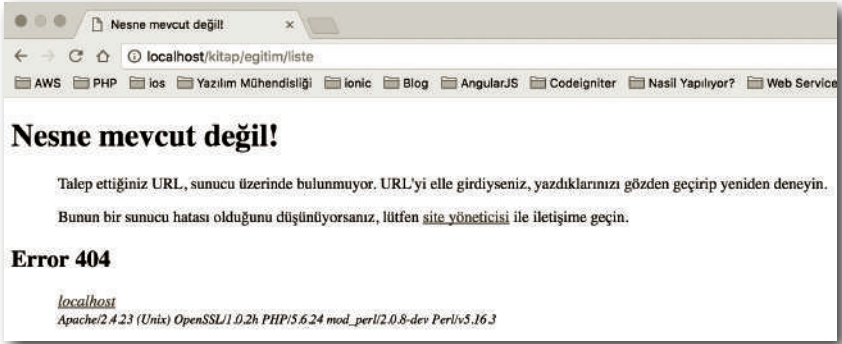 Nesne mevcut değil!
localhost/kitap/egitim/liste
AWS PHP ios Yazılım Mühendisliği ionic Blog AngularJS Codeigniter Nasil Yapılıyor? Web Service
Nesne mevcut değil!
Talep ettiğiniz URL, sunucu üzerinde bulunmuyor. URL'yi elle girdiyseniz, yazdıklarınızı gözden geçirip yeniden deneyin.
Bunun bir sunucu hatası olduğunu düşünüyorsanız, lütfen site yöneticisi ile iletişime geçin.
Error 404
localhost
Apache/2.4.23 (Unix) OpenSSL/1.0.2h PHP/5.6.24 mod_perl/2.0.8-dev Perl/v5.16.3